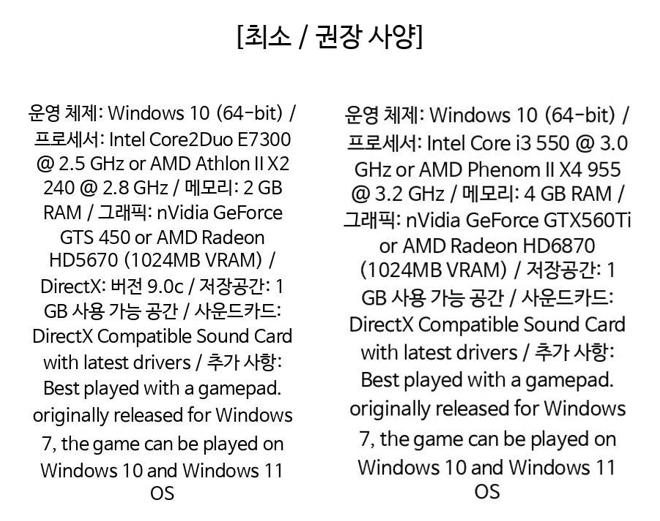 [최소 / 권장 사양]
운영 체제: Windows 10 (64-bit) /
프로세서: Intel Core2Duo E7300
@ 2.5 GHz or AMD Athlon II X2
240 @ 2.8 GHz / 메모리: 2 GB
RAM / 그래픽: nVidia GeForce
GTS 450 or AMD Radeon
HD5670 (1024MB VRAM) /
DirectX: 버전 9.0c / 저장공간: 1
GB 사용 가능 공간 / 사운드카드:
DirectX Compatible Sound Card
with latest drivers / 추가 사항:
Best played with a gamepad.
originally released for Windows
7, the game can be played on
Windows 10 and Windows 11
OS
운영 체제: Windows 10 (64-bit) /
프로세서: Intel Core i3 550 @ 3.0
GHz or AMD Phenom II X4 955
@ 3.2 GHz / 메모리: 4 GB RAM /
그래픽: nVidia GeForce GTX560Ti
or AMD Radeon HD6870
(1024MB VRAM) / 저장공간: 1
GB 사용 가능 공간 / 사운드카드:
DirectX Compatible Sound Card
with latest drivers / 추가 사항:
Best played with a gamepad.
originally released for Windows
7, the game can be played on
Windows 10 and Windows 11
OS